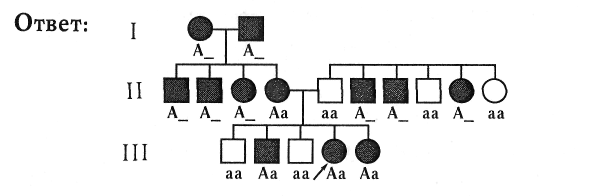 Ответ: I
A_ A_
II
A_ A_ A_ Aa aa A_ A_ aa A_ aa
III
aa Aa aa Aa Aa